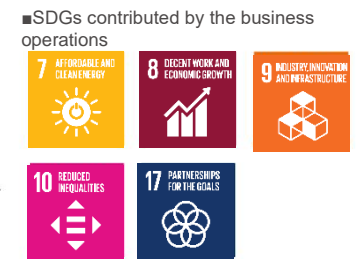 ■SDGs contributed by the business
operations
7 AFFORDABLE AND
CLEAN ENERGY
8 DECENT WORK AND
ECONOMIC GROWTH
9 INDUSTRY, INNOVATION
AND INFRASTRUCTURE
10 REDUCED
INEQUALITIES
17 PARTNERSHIPS
FOR THE GOALS